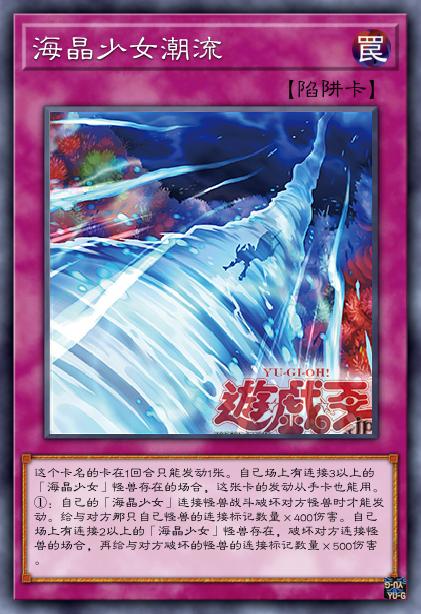 海晶少女潮流
罠
【陷阱卡】
YU-GI-OH!
遊戯王
.jp
这个卡名的卡在1回合只能发动1张。自己场上有连接3以上的
「海晶少女」怪兽存在的场合，这张卡的发动从手卡也能用。
①：自己的「海晶少女」连接怪兽战斗破坏对方怪兽时才能发
动。给与对方那只自己怪兽的连接标记数量×400伤害。自己
场上有连接2以上的「海晶少女」怪兽存在，破坏对方连接怪
兽的场合，再给与对方破坏的怪兽的连接标记数量×500伤害
。
YU-G